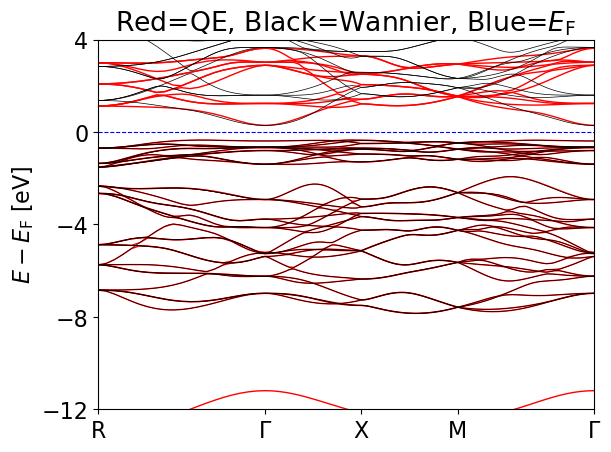 Red=QE, Black=Wannier, Blue=E_F
E − E_F [eV]
4
0
−4
−8
−12
R Γ X M Γ